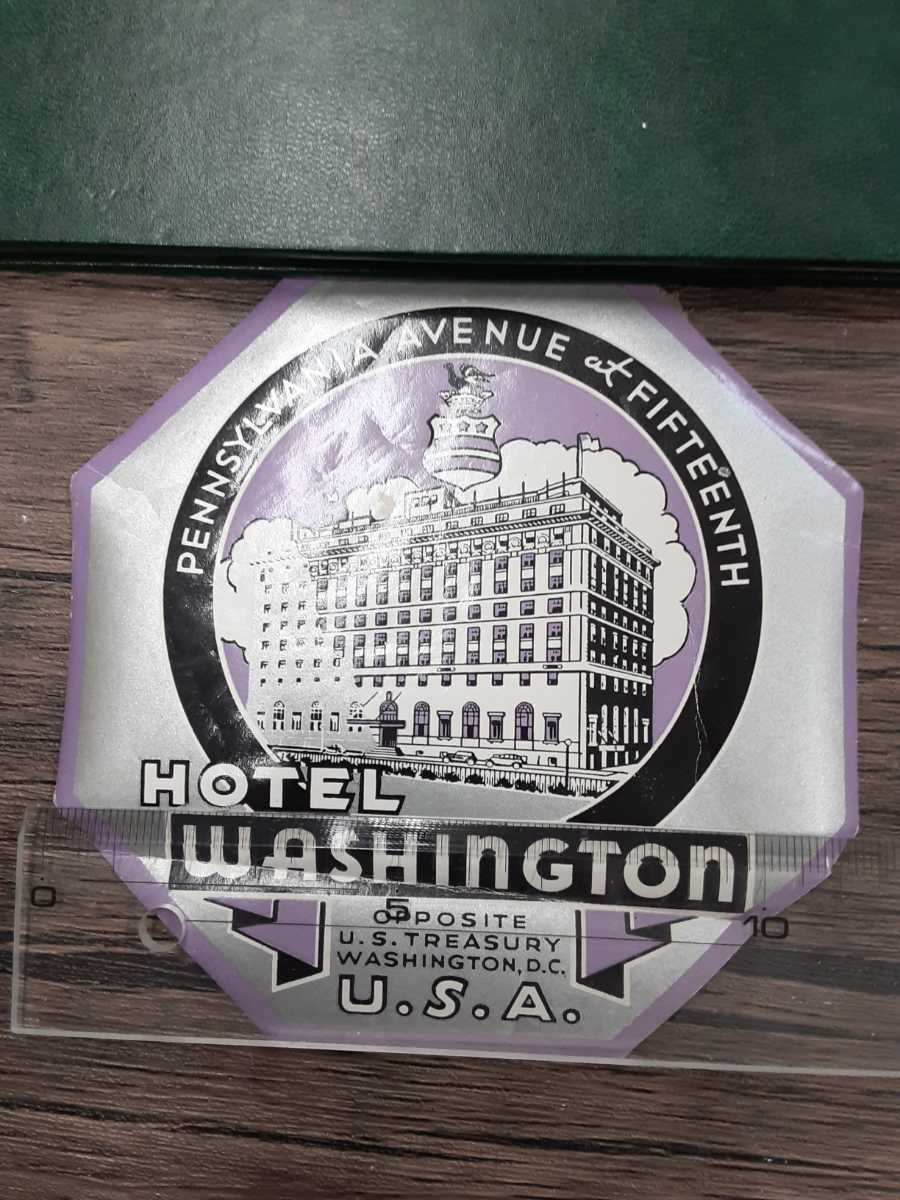 PENNSYLVANIA AVENUE at FIFTEENTH
HOTEL
WASHINGTON
OPPOSITE
U.S. TREASURY
WASHINGTON, D.C.
U.S.A.
0 5 10